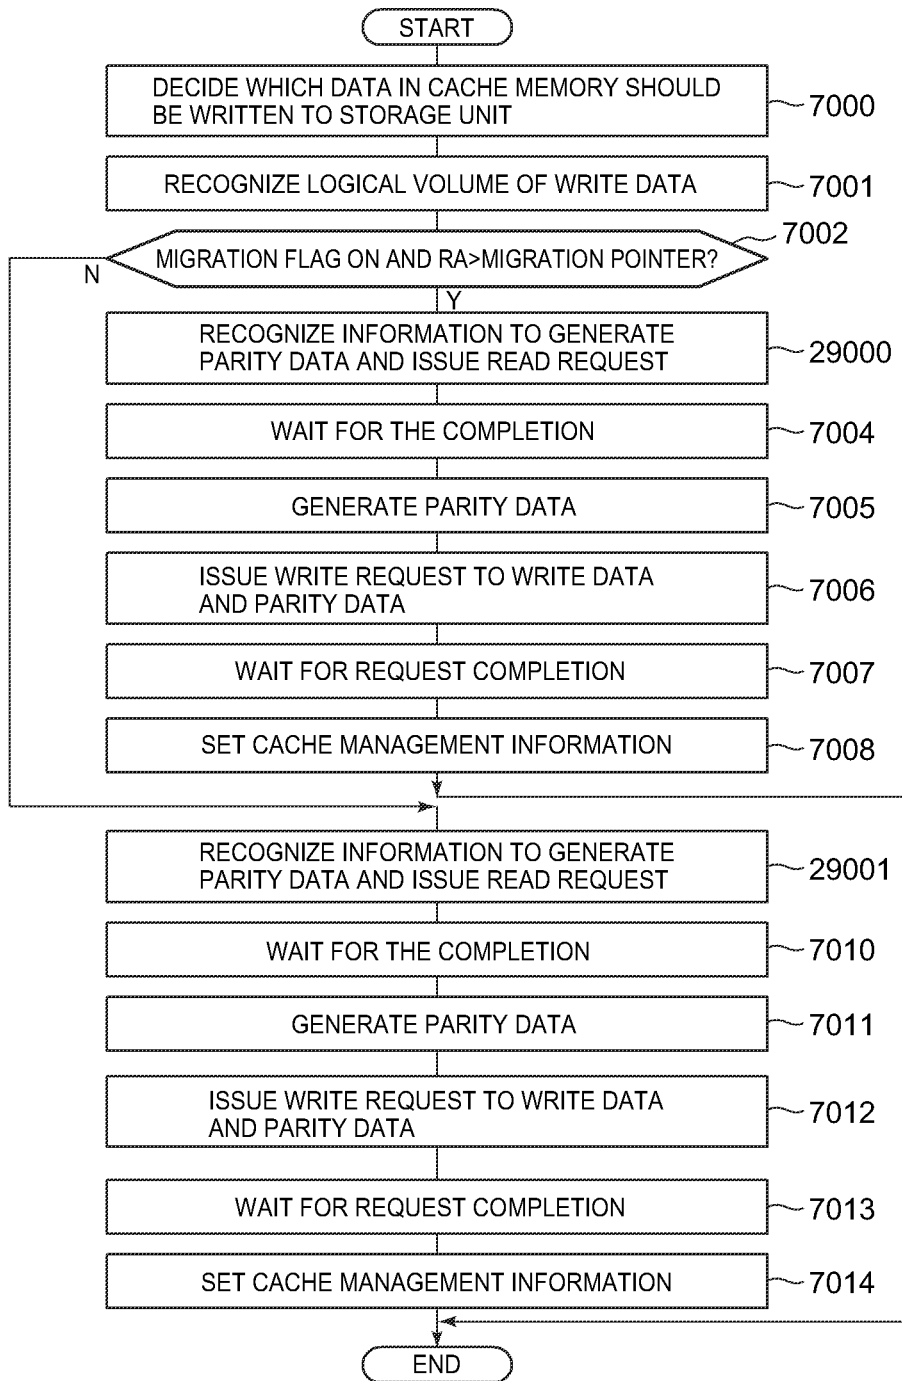 START
DECIDE WHICH DATA IN CACHE MEMORY SHOULD
BE WRITTEN TO STORAGE UNIT
7000
RECOGNIZE LOGICAL VOLUME OF WRITE DATA
7001
7002
MIGRATION FLAG ON AND RA>MIGRATION POINTER?
N
Y
RECOGNIZE INFORMATION TO GENERATE
PARITY DATA AND ISSUE READ REQUEST
29000
WAIT FOR THE COMPLETION
7004
GENERATE PARITY DATA
7005
ISSUE WRITE REQUEST TO WRITE DATA
AND PARITY DATA
7006
WAIT FOR REQUEST COMPLETION
7007
SET CACHE MANAGEMENT INFORMATION
7008
RECOGNIZE INFORMATION TO GENERATE
PARITY DATA AND ISSUE READ REQUEST
29001
WAIT FOR THE COMPLETION
7010
GENERATE PARITY DATA
7011
ISSUE WRITE REQUEST TO WRITE DATA
AND PARITY DATA
7012
WAIT FOR REQUEST COMPLETION
7013
SET CACHE MANAGEMENT INFORMATION
7014
END